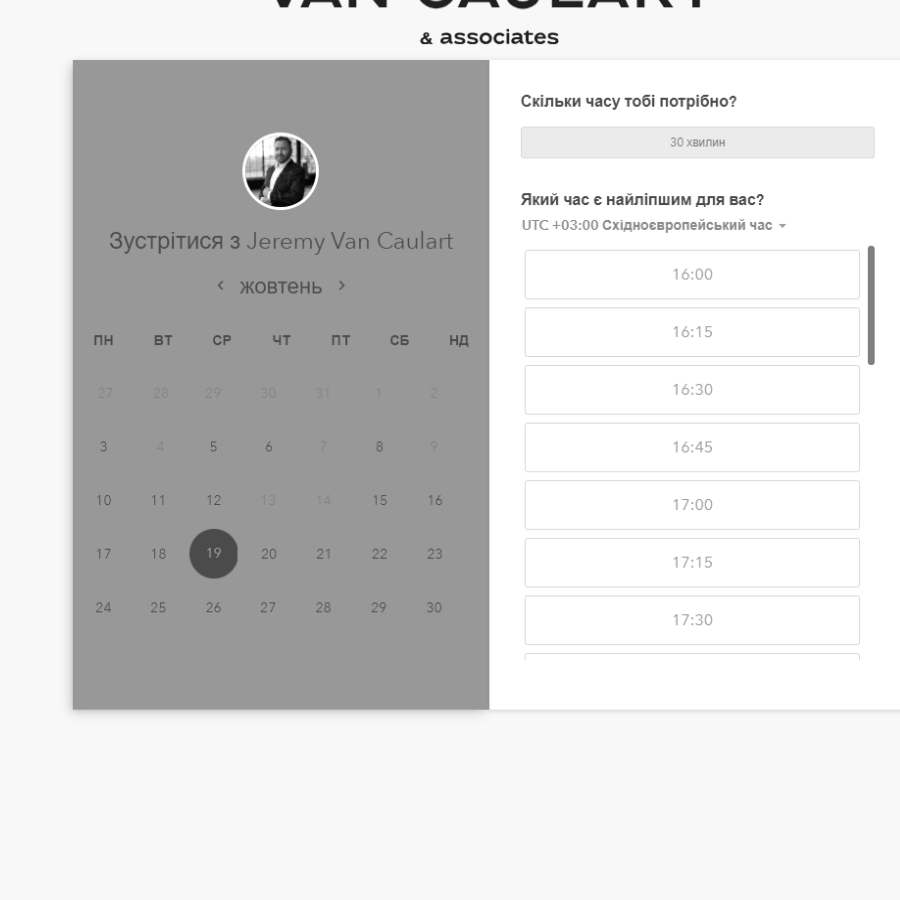 VAN CAULART
& associates
Зустрітися з Jeremy Van Caulart
жовтень
ПН ВТ СР ЧТ ПТ СБ НД
27 28 29 30 31 1 2
3 4 5 6 7 8 9
10 11 12 13 14 15 16
17 18 19 20 21 22 23
24 25 26 27 28 29 30
Скільки часу тобі потрібно?
30 хвилин
Який час є найліпшим для вас?
UTC +03:00 Східноєвропейський час
16:00
16:15
16:30
16:45
17:00
17:15
17:30